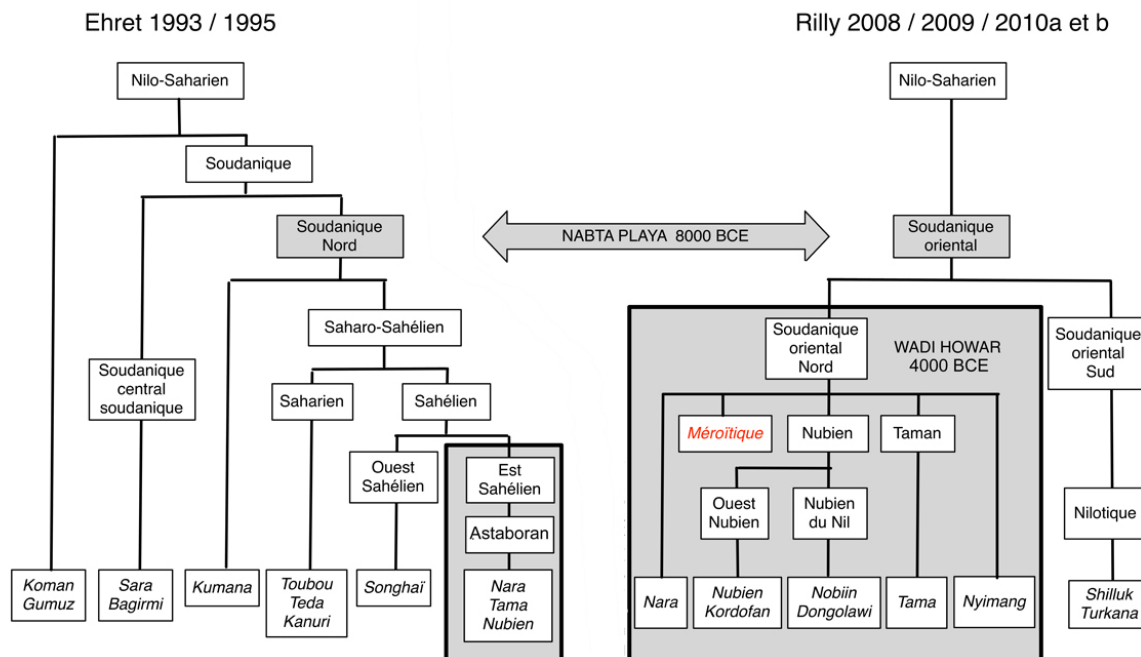 Ehret 1993 / 1995
Rilly 2008 / 2009 / 2010a et b
Nilo-Saharien
Nilo-Saharien
Soudanique
Soudanique
Nord
NABTA PLAYA 8000 BCE
Soudanique
oriental
Saharo-Sahélien
Soudanique
oriental
Nord
WADI HOWAR
4000 BCE
Soudanique
oriental
Sud
Soudanique
central
soudanique
Saharien
Sahélien
Méroïtique
Nubien
Taman
Ouest
Sahélien
Est
Sahélien
Ouest
Nubien
Nubien
du Nil
Nilotique
Astaboran
Koman
Gumuz
Sara
Bagirmi
Kumana
Toubou
Teda
Kanuri
Songhaï
Nara
Tama
Nubien
Nara
Nubien
Kordofan
Nobiin
Dongolawi
Tama
Nyimang
Shilluk
Turkana